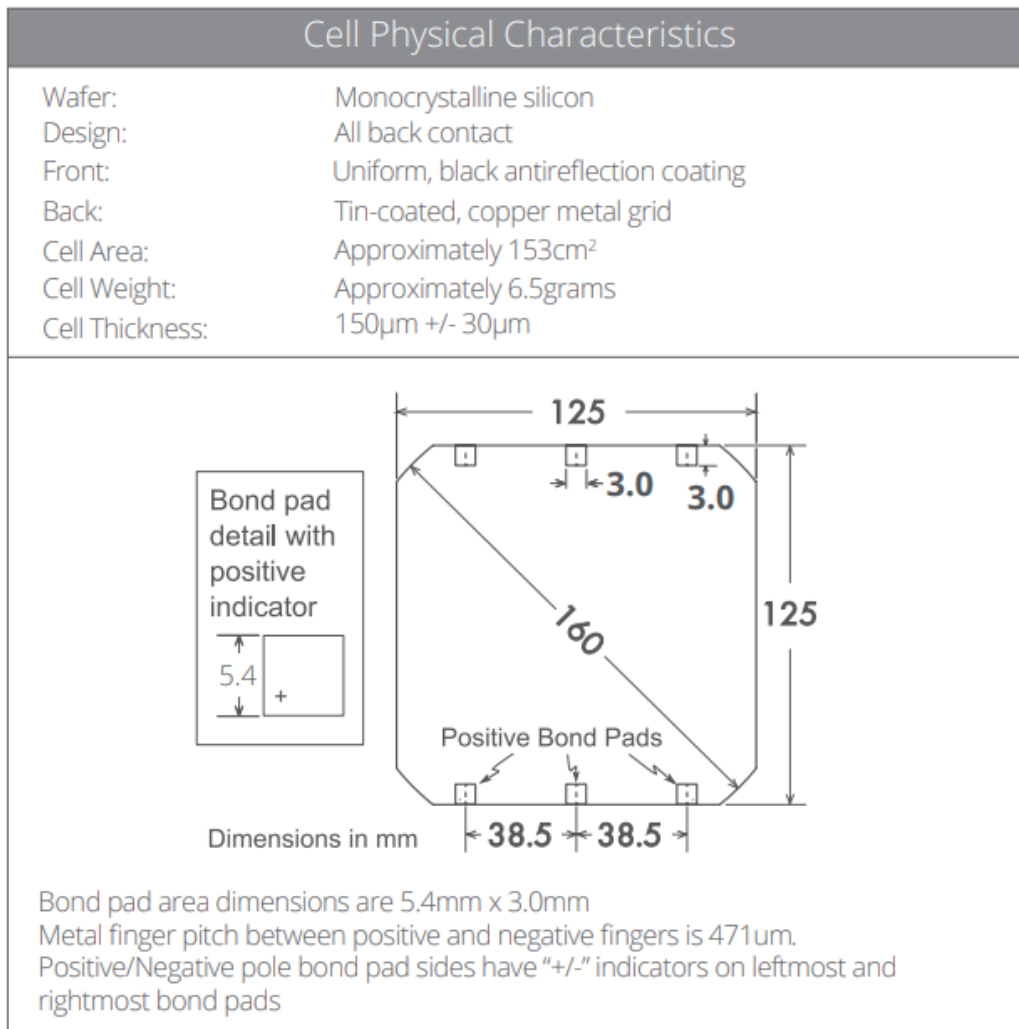 Cell Physical Characteristics
Wafer: Monocrystalline silicon
Design: All back contact
Front: Uniform, black antireflection coating
Back: Tin-coated, copper metal grid
Cell Area: Approximately 153cm²
Cell Weight: Approximately 6.5grams
Cell Thickness: 150µm +/- 30µm
125
3.0
3.0
Bond pad
detail with
positive
indicator
5.4
+
160
125
Positive Bond Pads
Dimensions in mm
38.5 38.5
Bond pad area dimensions are 5.4mm x 3.0mm
Metal finger pitch between positive and negative fingers is 471um.
Positive/Negative pole bond pad sides have “+/-” indicators on leftmost and
rightmost bond pads